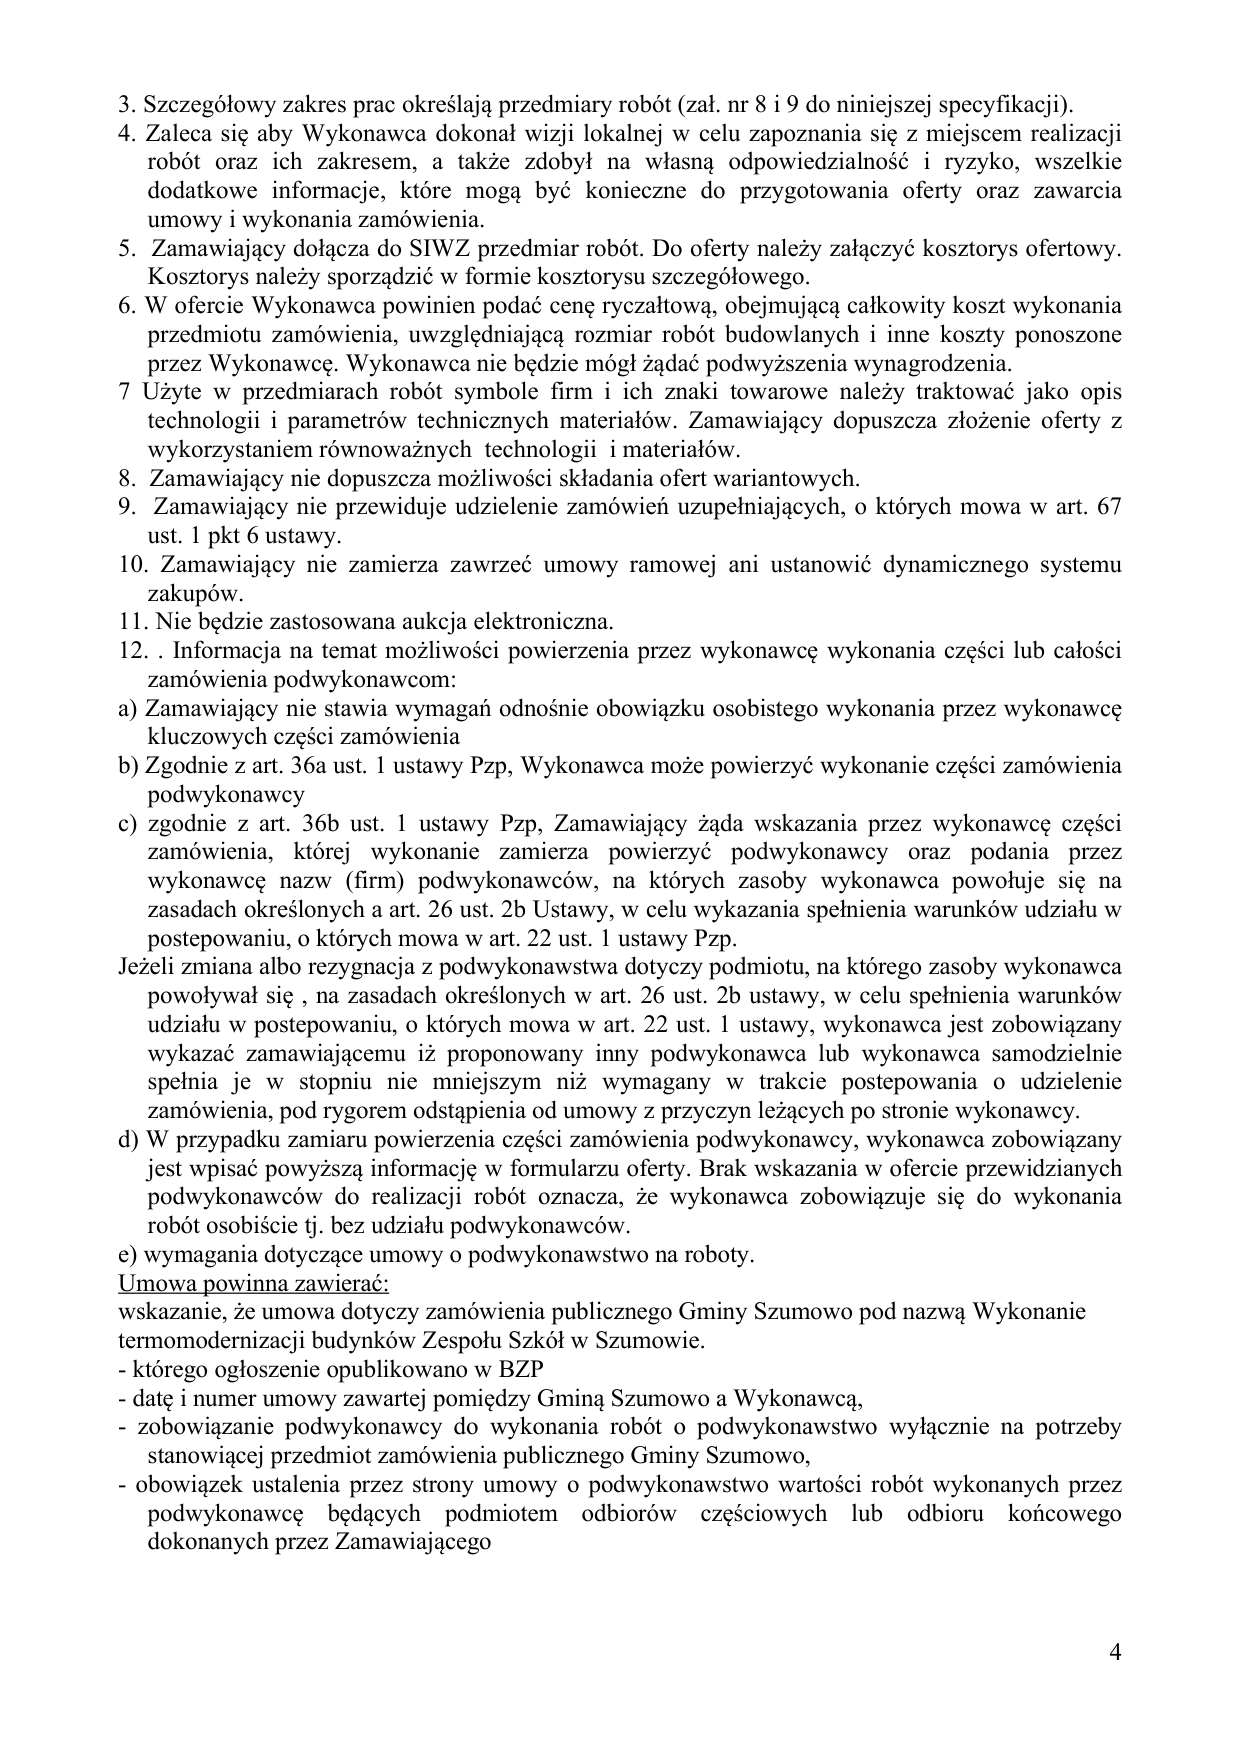 3. Szczegółowy zakres prac określają przedmiary robót (zał. nr 8 i 9 do niniejszej specyfikacji).
4. Zaleca się aby Wykonawca dokonał wizji lokalnej w celu zapoznania się z miejscem realizacji
robót oraz ich zakresem, a także zdobył na własną odpowiedzialność i ryzyko, wszelkie
dodatkowe informacje, które mogą być konieczne do przygotowania oferty oraz zawarcia
umowy i wykonania zamówienia.
5. Zamawiający dołącza do SIWZ przedmiar robót. Do oferty należy załączyć kosztorys ofertowy.
Kosztorys należy sporządzić w formie kosztorysu szczegółowego.
6. W ofercie Wykonawca powinien podać cenę ryczałtową, obejmującą całkowity koszt wykonania
przedmiotu zamówienia, uwzględniającą rozmiar robót budowlanych i inne koszty ponoszone
przez Wykonawcę. Wykonawca nie będzie mógł żądać podwyższenia wynagrodzenia.
7 Użyte w przedmiarach robót symbole firm i ich znaki towarowe należy traktować jako opis
technologii i parametrów technicznych materiałów. Zamawiający dopuszcza złożenie oferty z
wykorzystaniem równoważnych technologii i materiałów.
8. Zamawiający nie dopuszcza możliwości składania ofert wariantowych.
9. Zamawiający nie przewiduje udzielenie zamówień uzupełniających, o których mowa w art. 67
ust. 1 pkt 6 ustawy.
10. Zamawiający nie zamierza zawrzeć umowy ramowej ani ustanowić dynamicznego systemu
zakupów.
11. Nie będzie zastosowana aukcja elektroniczna.
12. . Informacja na temat możliwości powierzenia przez wykonawcę wykonania części lub całości
zamówienia podwykonawcom:
a) Zamawiający nie stawia wymagań odnośnie obowiązku osobistego wykonania przez wykonawcę
kluczowych części zamówienia
b) Zgodnie z art. 36a ust. 1 ustawy Pzp, Wykonawca może powierzyć wykonanie części zamówienia
podwykonawcy
c) zgodnie z art. 36b ust. 1 ustawy Pzp, Zamawiający żąda wskazania przez wykonawcę części
zamówienia, której wykonanie zamierza powierzyć podwykonawcy oraz podania przez
wykonawcę nazw (firm) podwykonawców, na których zasoby wykonawca powołuje się na
zasadach określonych a art. 26 ust. 2b Ustawy, w celu wykazania spełnienia warunków udziału w
postepowaniu, o których mowa w art. 22 ust. 1 ustawy Pzp.
Jeżeli zmiana albo rezygnacja z podwykonawstwa dotyczy podmiotu, na którego zasoby wykonawca
powoływał się , na zasadach określonych w art. 26 ust. 2b ustawy, w celu spełnienia warunków
udziału w postepowaniu, o których mowa w art. 22 ust. 1 ustawy, wykonawca jest zobowiązany
wykazać zamawiającemu iż proponowany inny podwykonawca lub wykonawca samodzielnie
spełnia je w stopniu nie mniejszym niż wymagany w trakcie postepowania o udzielenie
zamówienia, pod rygorem odstąpienia od umowy z przyczyn leżących po stronie wykonawcy.
d) W przypadku zamiaru powierzenia części zamówienia podwykonawcy, wykonawca zobowiązany
jest wpisać powyższą informację w formularzu oferty. Brak wskazania w ofercie przewidzianych
podwykonawców do realizacji robót oznacza, że wykonawca zobowiązuje się do wykonania
robót osobiście tj. bez udziału podwykonawców.
e) wymagania dotyczące umowy o podwykonawstwo na roboty.
Umowa powinna zawierać:
wskazanie, że umowa dotyczy zamówienia publicznego Gminy Szumowo pod nazwą Wykonanie
termomodernizacji budynków Zespołu Szkół w Szumowie.
- którego ogłoszenie opublikowano w BZP
- datę i numer umowy zawartej pomiędzy Gminą Szumowo a Wykonawcą,
- zobowiązanie podwykonawcy do wykonania robót o podwykonawstwo wyłącznie na potrzeby
stanowiącej przedmiot zamówienia publicznego Gminy Szumowo,
- obowiązek ustalenia przez strony umowy o podwykonawstwo wartości robót wykonanych przez
podwykonawcę będących podmiotem odbiorów częściowych lub odbioru końcowego
dokonanych przez Zamawiającego
4